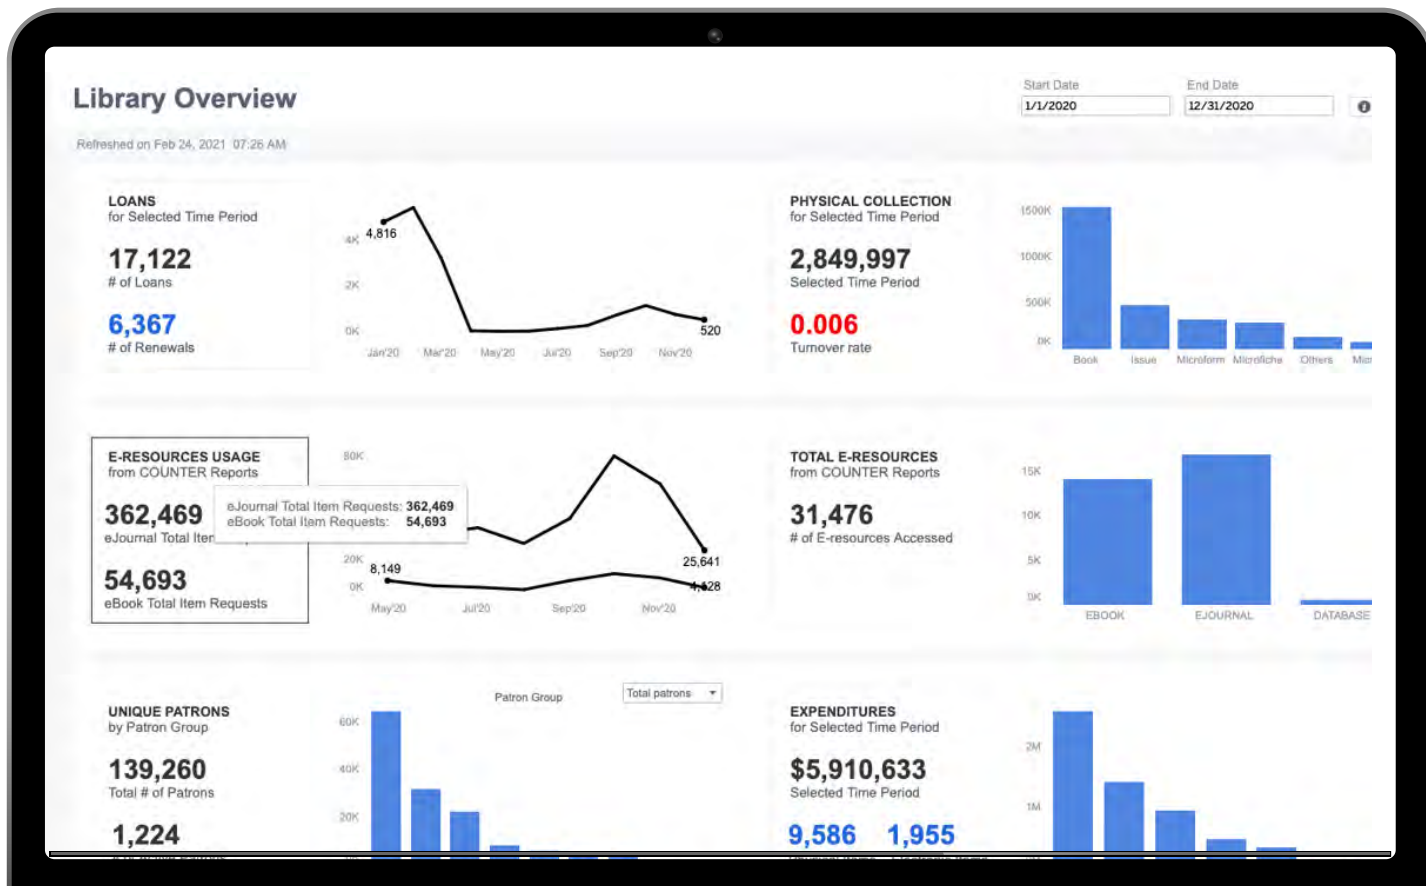 Library Overview
Start Date
End Date
1/1/2020
12/31/2020
Refreshed on Feb 24, 2021 07:26 AM
LOANS
for Selected Time Period
17,122
# of Loans
6,367
# of Renewals
4K
2K
0K
4,816
520
Jan'20 Mar'20 May'20 Jul'20 Sep'20 Nov'20
PHYSICAL COLLECTION
for Selected Time Period
2,849,997
Selected Time Period
0.006
Turnover rate
1500K
1000K
500K
0K
Book Issue Microform Microfiche Others
E-RESOURCES USAGE
from COUNTER Reports
362,469
eJournal Total
54,693
eBook Total Item Requests
eJournal Total Item Requests: 362,469
eBook Total Item Requests: 54,693
80K
20K
0K
8,149
25,641
4,128
May'20 Jul'20 Sep'20 Nov'20
TOTAL E-RESOURCES
from COUNTER Reports
31,476
# of E-resources Accessed
15K
10K
5K
0K
EBOOK EJOURNAL DATABASE
UNIQUE PATRONS
by Patron Group
139,260
Total # of Patrons
1,224
Patron Group
Total patrons
60K
40K
20K
EXPENDITURES
for Selected Time Period
$5,910,633
Selected Time Period
9,586 1,955
2M
1M